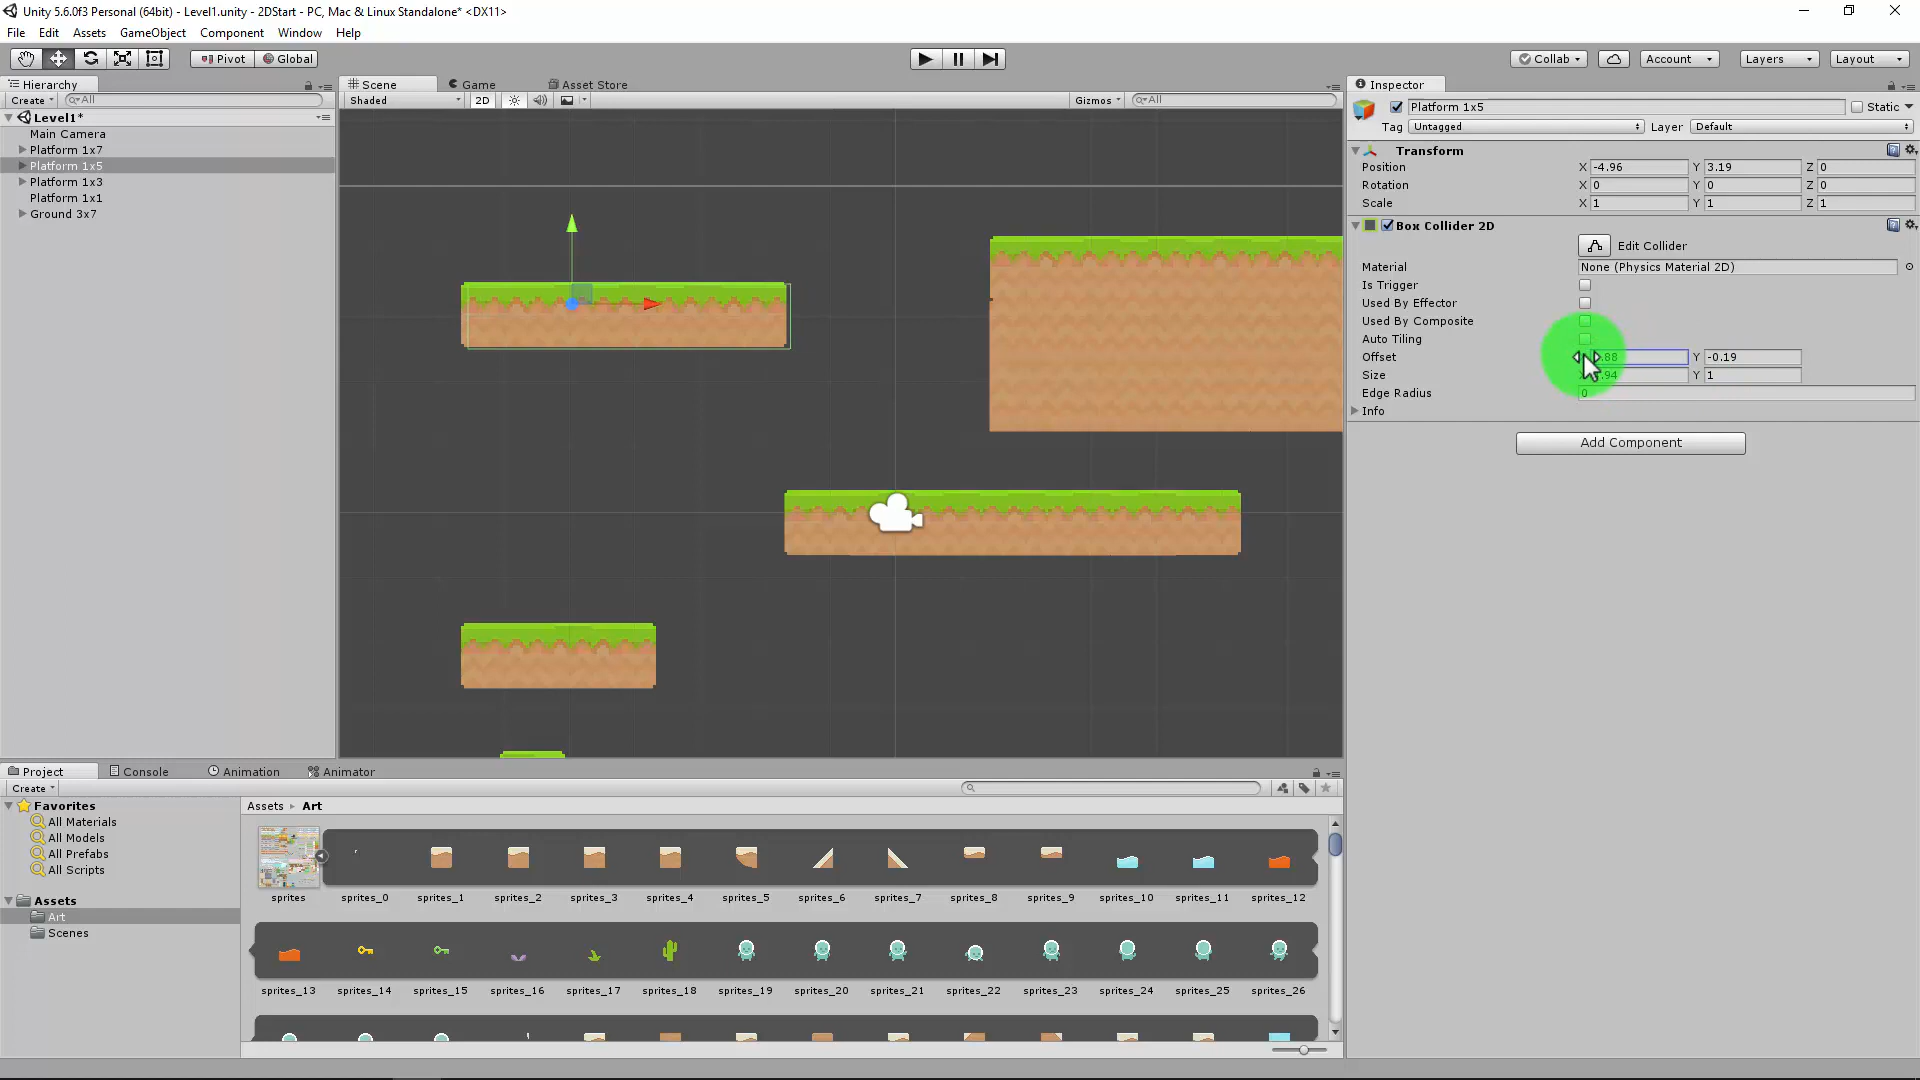 Unity 5.6.0f3 Personal (64bit) - Level1.unity - 2DStart - PC, Mac & Linux Standalone* <DX11>
File Edit Assets GameObject Component Window Help
Pivot Global Collab Account Layers Layout
Hierarchy
Create All
Level1*
Main Camera
Platform 1x7
Platform 1x5
Platform 1x3
Platform 1x1
Ground 3x7
Scene Game Asset Store
Shaded 2D Gizmos All
Inspector
Platform 1x5 Static
Tag Untagged Layer Default
Transform
Position X -4.96 Y 3.19 Z 0
Rotation X 0 Y 0 Z 0
Scale X 1 Y 1 Z 1
Box Collider 2D
Edit Collider
Material None (Physics Material 2D)
Is Trigger
Used By Effector
Used By Composite
Auto Tiling
Offset Y -0.19
Size Y 1
Edge Radius 0
Info
Add Component
Project Console Animation Animator
Create
Favorites
All Materials
All Models
All Prefabs
All Scripts
Assets
Art
Scenes
Assets Art
sprites sprites_0 sprites_1 sprites_2 sprites_3 sprites_4 sprites_5 sprites_6 sprites_7 sprites_8 sprites_9 sprites_10 sprites_11 sprites_12
sprites_13 sprites_14 sprites_15 sprites_16 sprites_17 sprites_18 sprites_19 sprites_20 sprites_21 sprites_22 sprites_23 sprites_24 sprites_25 sprites_26